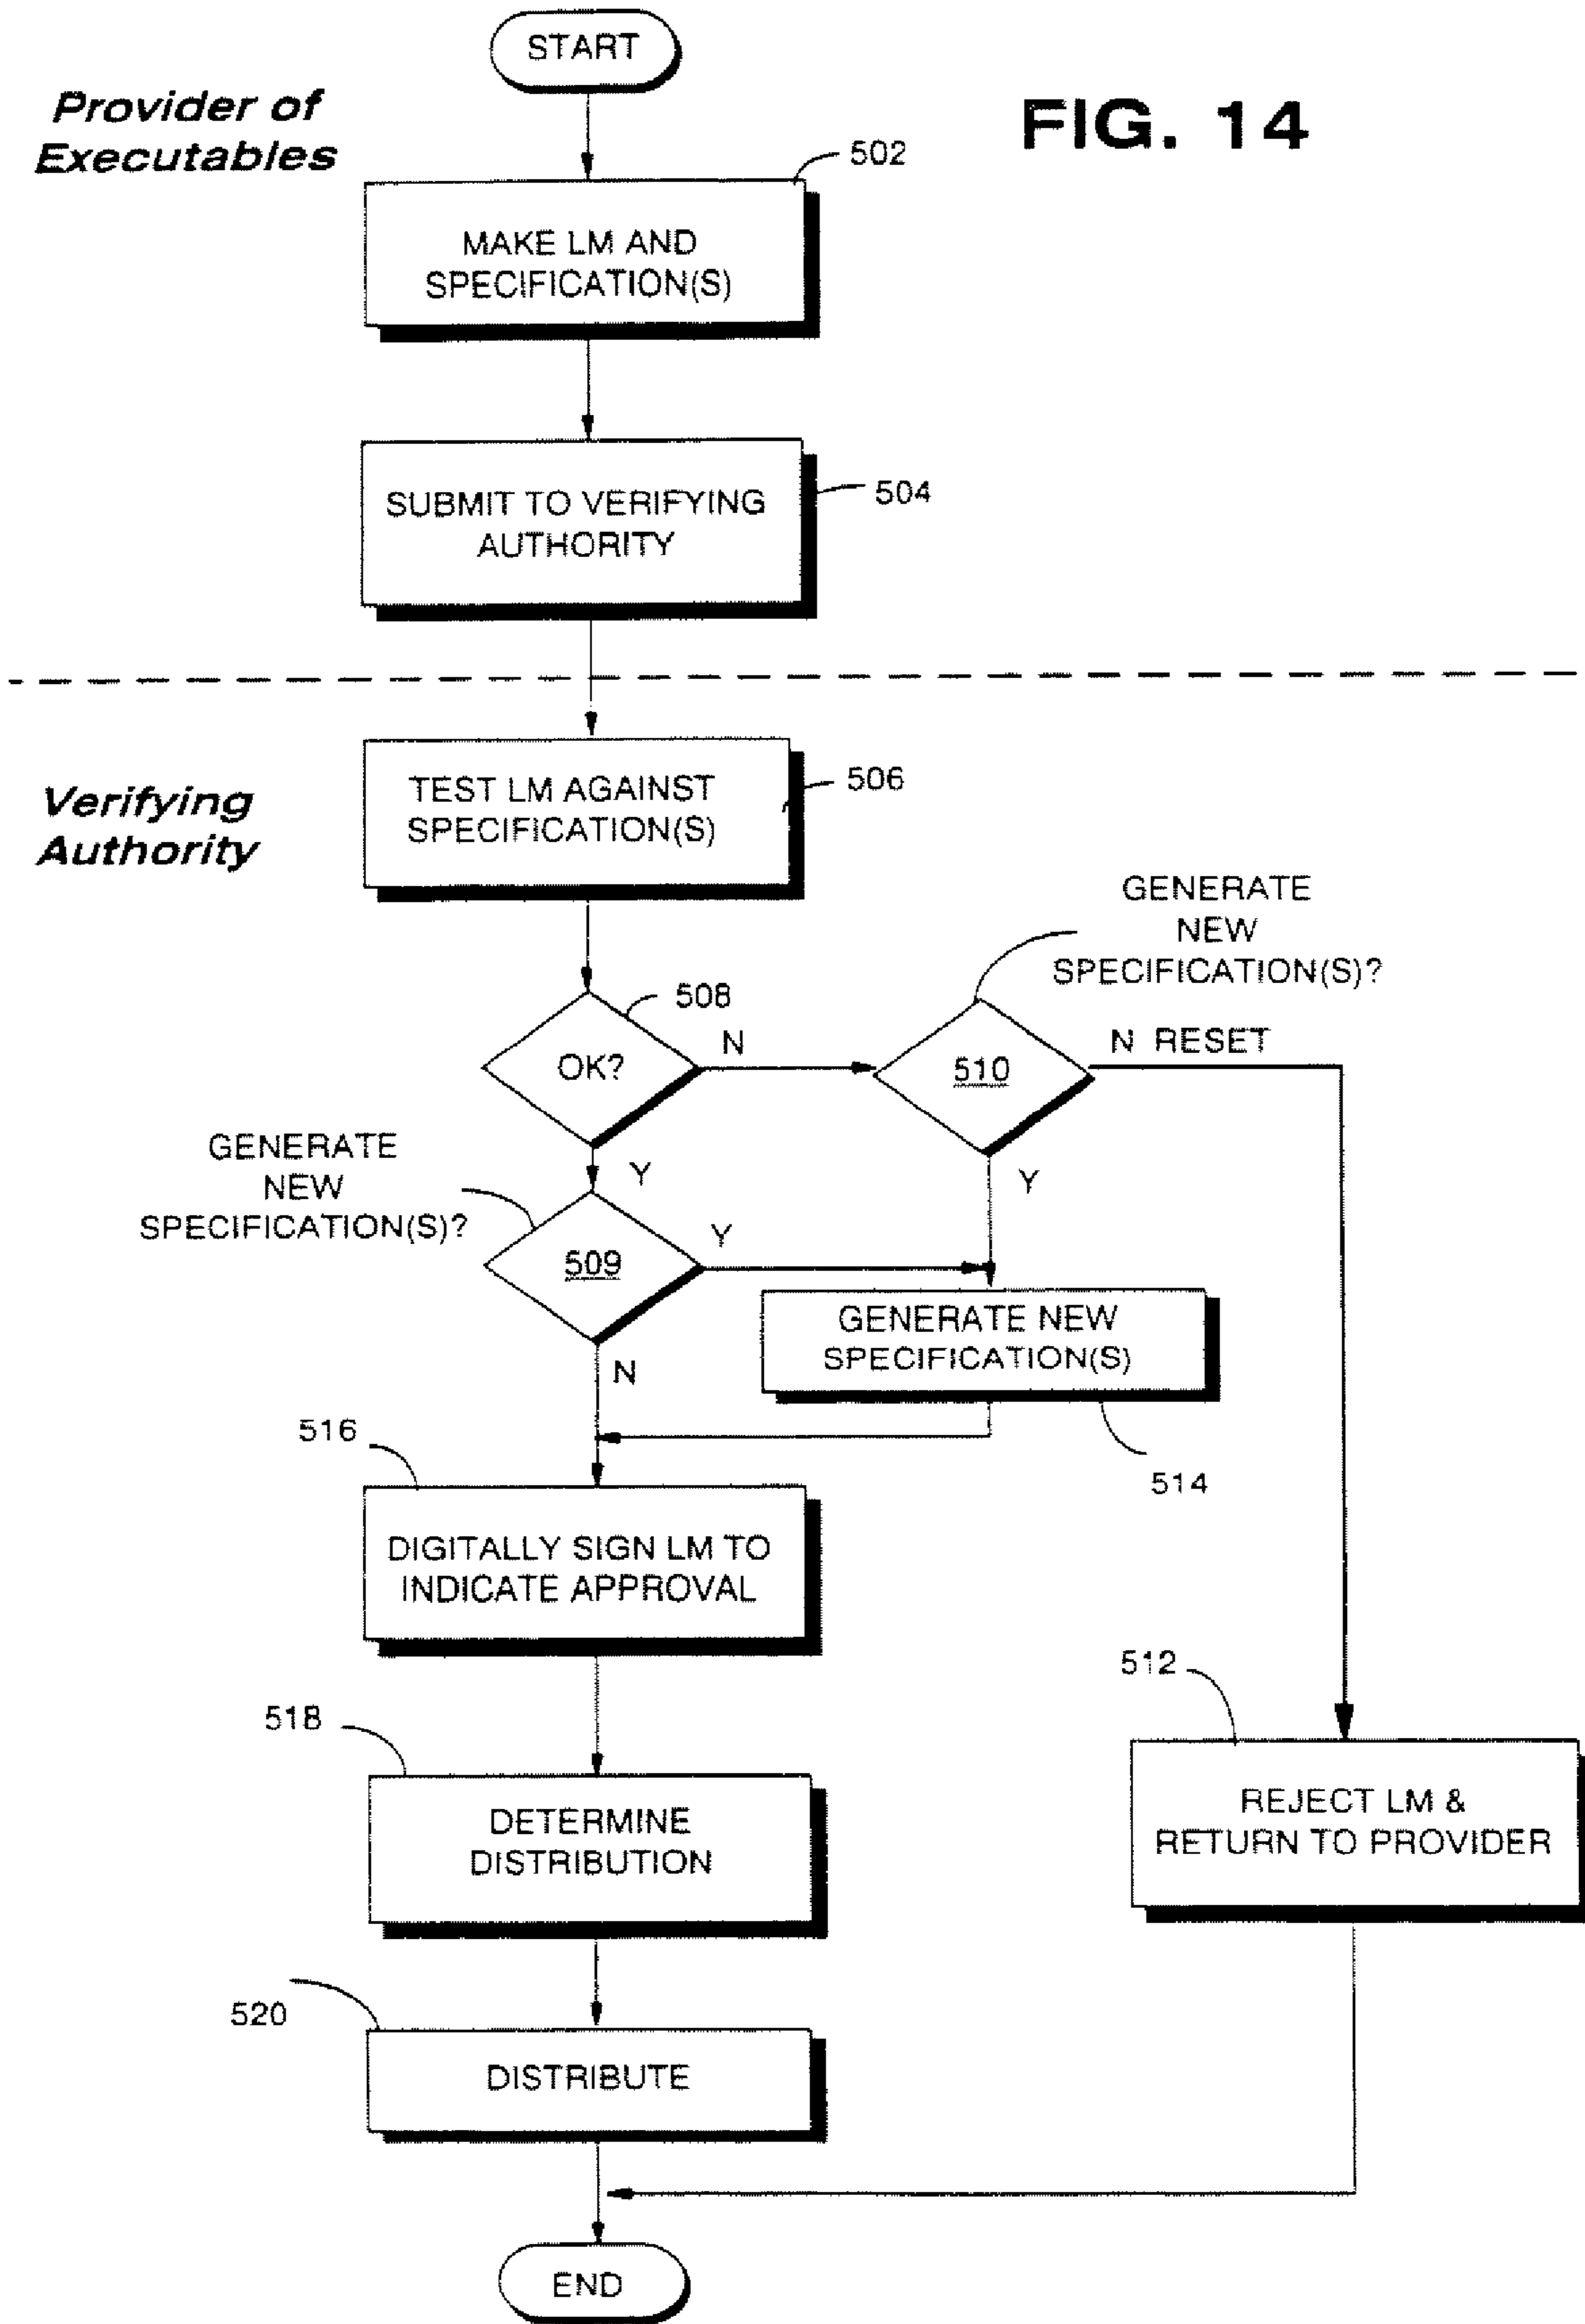 START
Provider of
Executables
FIG. 14
502
MAKE LM AND
SPECIFICATION(S)
504
SUBMIT TO VERIFYING
AUTHORITY
Verifying
Authority
506
TEST LM AGAINST
SPECIFICATION(S)
GENERATE
NEW
SPECIFICATION(S)?
508
OK?
N
510
N RESET
GENERATE
NEW
SPECIFICATION(S)?
Y
Y
509
Y
N
GENERATE NEW
SPECIFICATION(S)
514
516
DIGITALLY SIGN LM TO
INDICATE APPROVAL
512
REJECT LM &
RETURN TO PROVIDER
518
DETERMINE
DISTRIBUTION
520
DISTRIBUTE
END